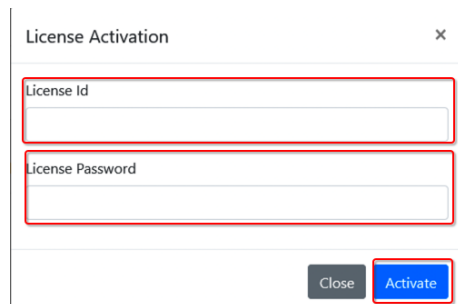 License Activation ×
License Id
License Password
Close Activate